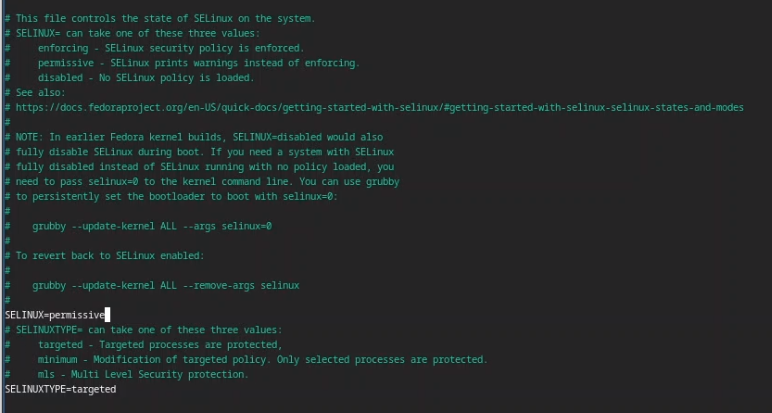 # This file controls the state of SELinux on the system.
# SELINUX= can take one of these three values:
#     enforcing - SELinux security policy is enforced.
#     permissive - SELinux prints warnings instead of enforcing.
#     disabled - No SELinux policy is loaded.
# See also:
# https://docs.fedoraproject.org/en-US/quick-docs/getting-started-with-selinux/#getting-started-with-selinux-selinux-states-and-modes
#
# NOTE: In earlier Fedora kernel builds, SELINUX=disabled would also
# fully disable SELinux during boot. If you need a system with SELinux
# fully disabled instead of SELinux running with no policy loaded, you
# need to pass selinux=0 to the kernel command line. You can use grubby
# to persistently set the bootloader to boot with selinux=0:
#
#    grubby --update-kernel ALL --args selinux=0
#
# To revert back to SELinux enabled:
#
#    grubby --update-kernel ALL --remove-args selinux
#
SELINUX=permissive
# SELINUXTYPE= can take one of these three values:
#     targeted - Targeted processes are protected,
#     minimum - Modification of targeted policy. Only selected processes are protected.
#     mls - Multi Level Security protection.
SELINUXTYPE=targeted